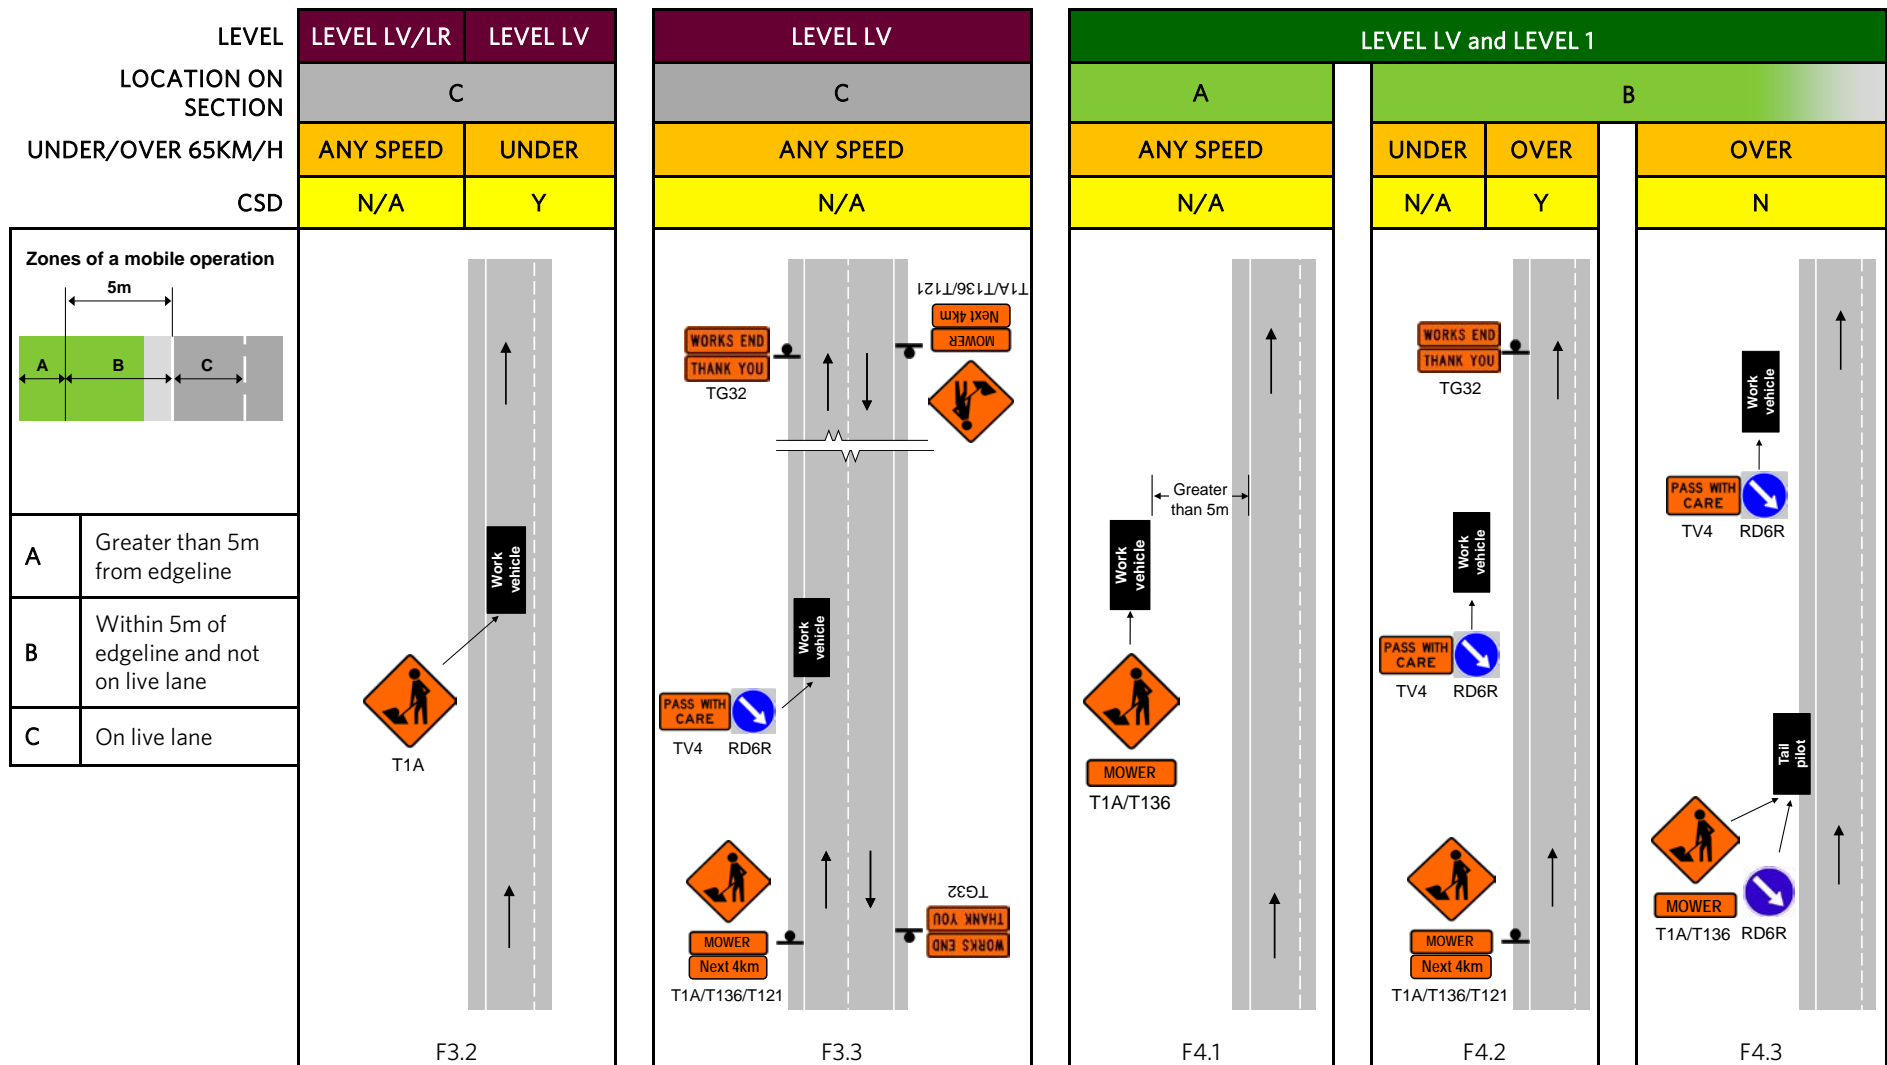 LEVEL
LEVEL LV/LR
LEVEL LV
LEVEL LV
LEVEL LV and LEVEL 1
LOCATION ON
SECTION
C
C
A
B
UNDER/OVER 65KM/H
ANY SPEED
UNDER
ANY SPEED
ANY SPEED
UNDER
OVER
OVER
CSD
N/A
Y
N/A
N/A
N/A
Y
N
Zones of a mobile operation
5m
A
B
C
A
Greater than 5m
from edgeline
B
Within 5m of
edgeline and not
on live lane
C
On live lane
Work
vehicle
T1A
F3.2
T1A/T136/T121
Next 4km
MOWER
WORKS END
THANK YOU
TG32
Work
vehicle
PASS WITH
CARE
TV4
RD6R
MOWER
Next 4km
T1A/T136/T121
TG32
THANK YOU
WORKS END
F3.3
Greater
than 5m
Work
vehicle
MOWER
T1A/T136
F4.1
WORKS END
THANK YOU
TG32
Work
vehicle
PASS WITH
CARE
TV4
RD6R
MOWER
Next 4km
T1A/T136/T121
F4.2
Work
vehicle
PASS WITH
CARE
TV4
RD6R
Tail
pilot
MOWER
T1A/T136
RD6R
F4.3